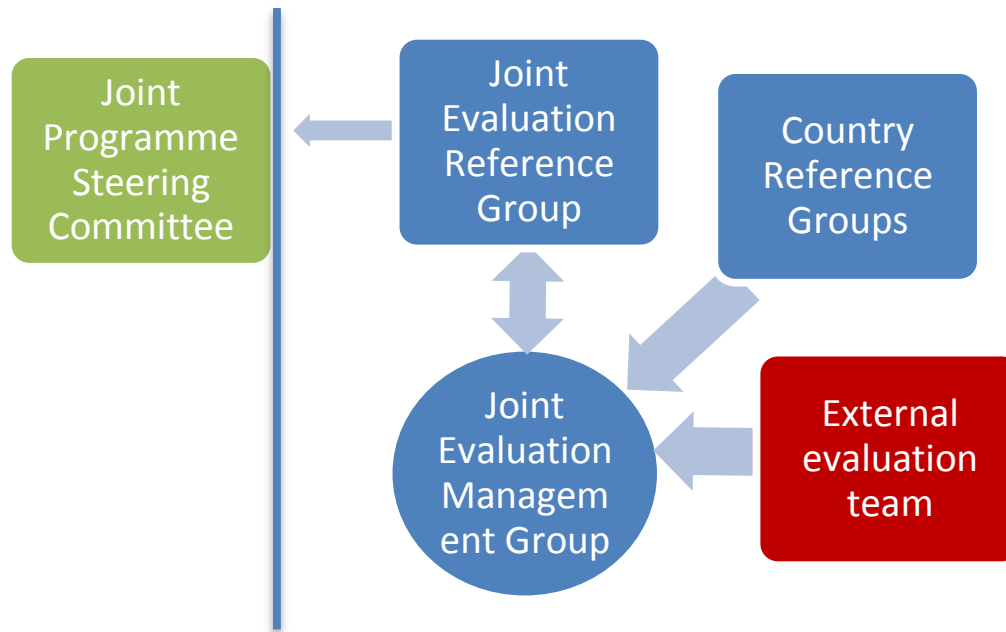 Joint
Programme
Steering
Committee
Joint
Evaluation
Reference
Group
Country
Reference
Groups
Joint
Evaluation
Managem
ent Group
External
evaluation
team